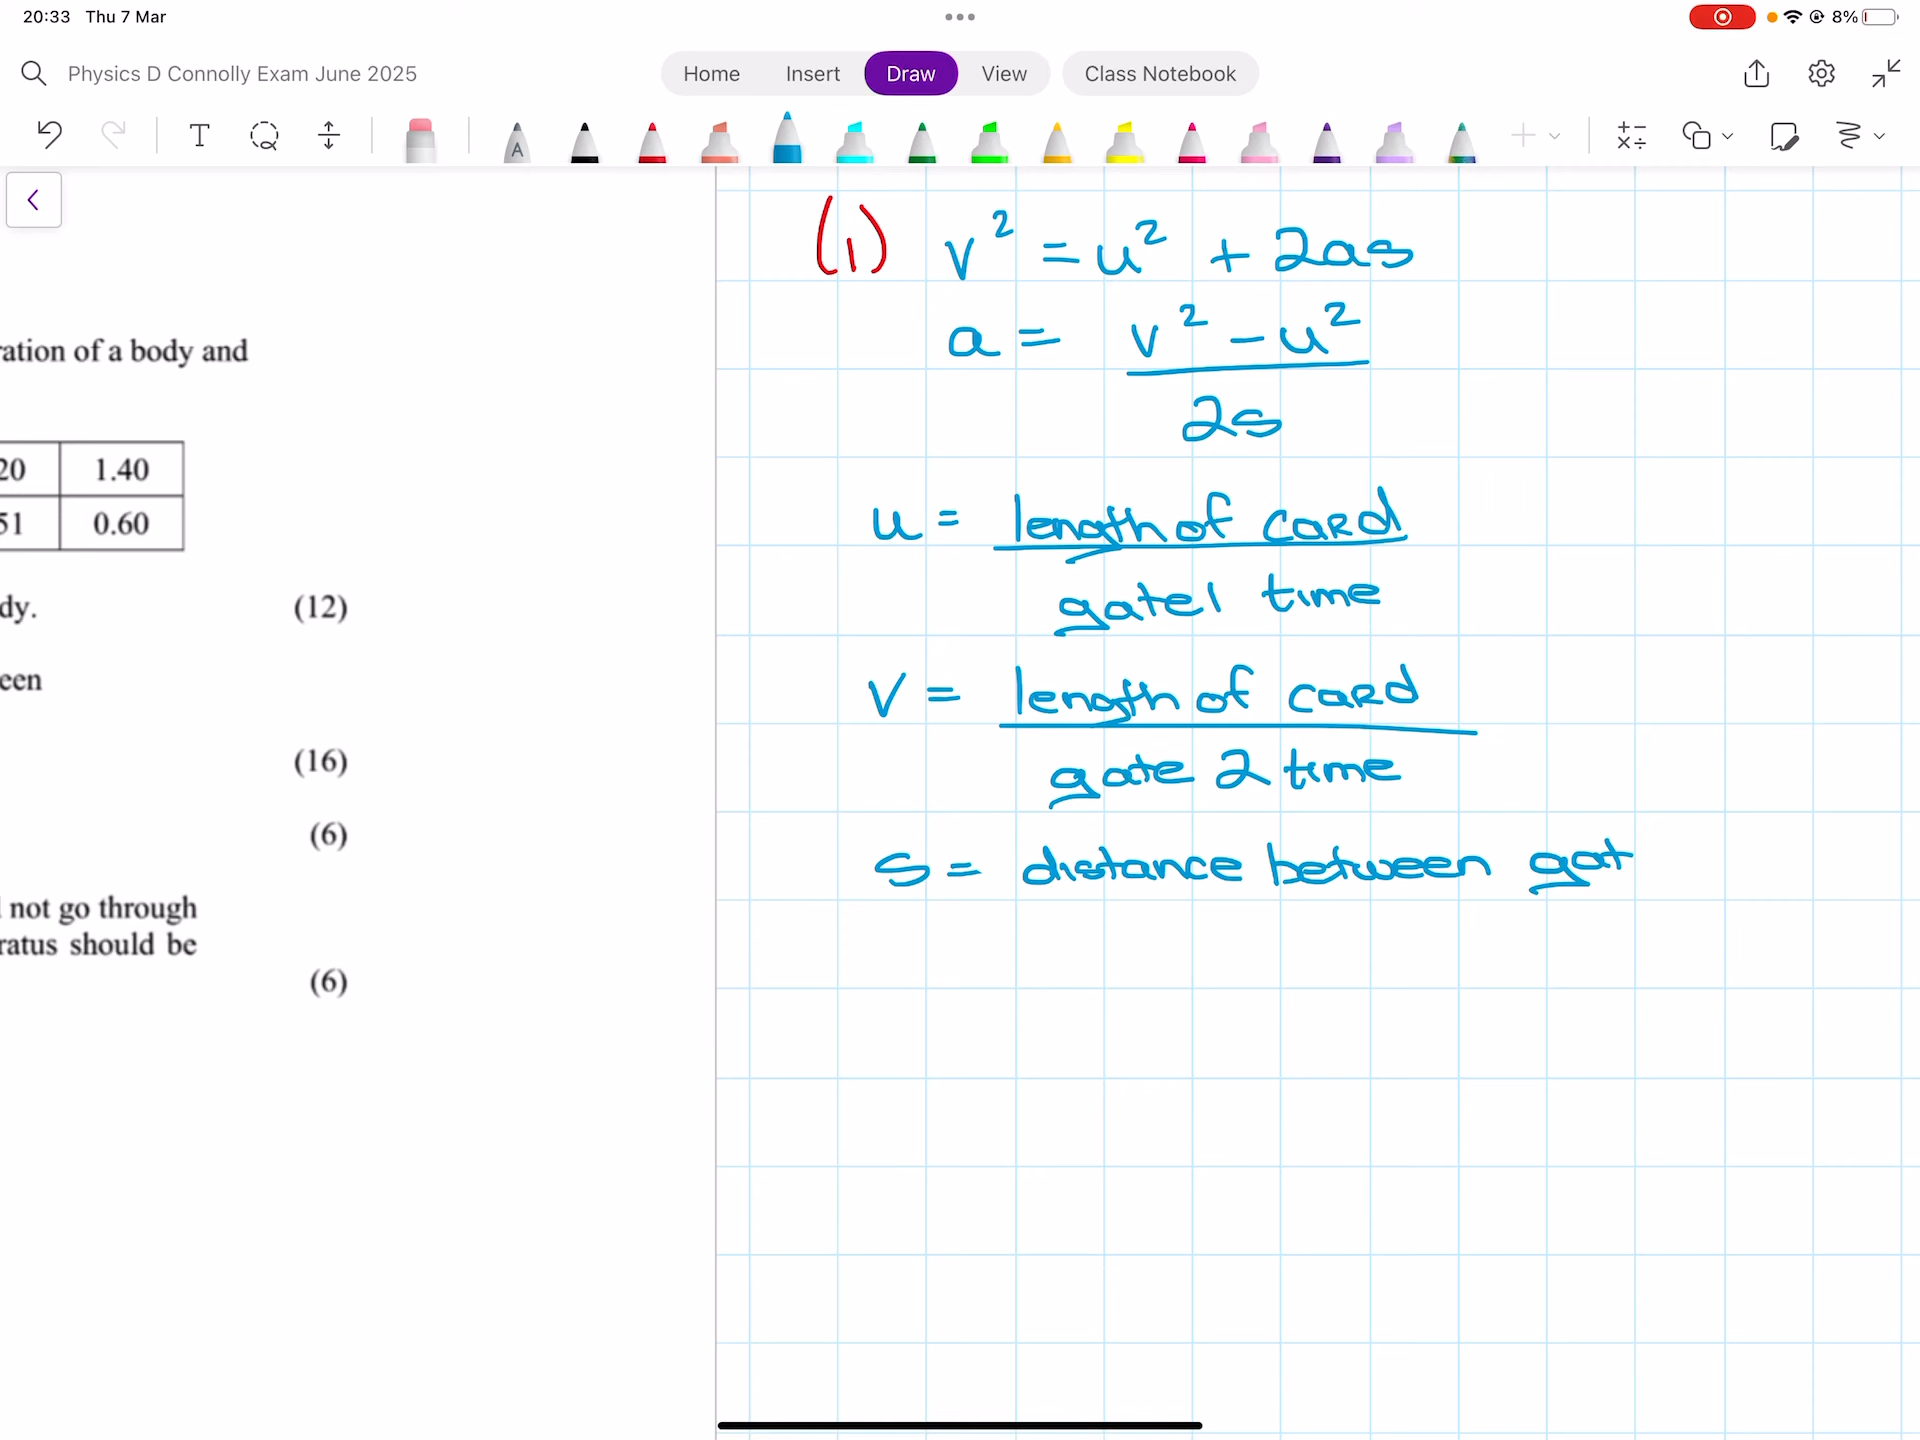 20:33 Thu 7 Mar
8%
Physics D Connolly Exam June 2025
Home Insert Draw View Class Notebook
T
A
ration of a body and
20 1.40
51 0.60
dy. (12)
een
(16)
(6)
not go through
ratus should be
(6)
(1) v² = u² + 2as
a = v² - u²
2s
u = length of card
gate 1 time
v = length of card
gate 2 time
s = distance between gat